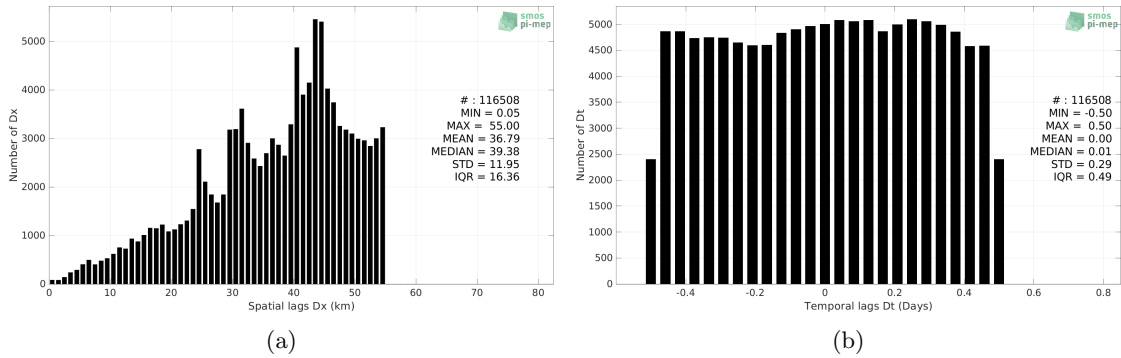 smos
pi-mep
Number of Dx
5000
4000
3000
2000
1000
0
# : 116508
MIN = 0.05
MAX = 55.00
MEAN = 36.79
MEDIAN = 39.38
STD = 11.95
IQR = 16.36
0 10 20 30 40 50 60 70 80
Spatial lags Dx (km)
(a)
smos
pi-mep
Number of Dt
5000
4500
4000
3500
3000
2500
2000
1500
1000
500
0
# : 116508
MIN = -0.50
MAX = 0.50
MEAN = 0.00
MEDIAN = 0.01
STD = 0.29
IQR = 0.49
-0.4 -0.2 0 0.2 0.4 0.6 0.8
Temporal lags Dt (Days)
(b)